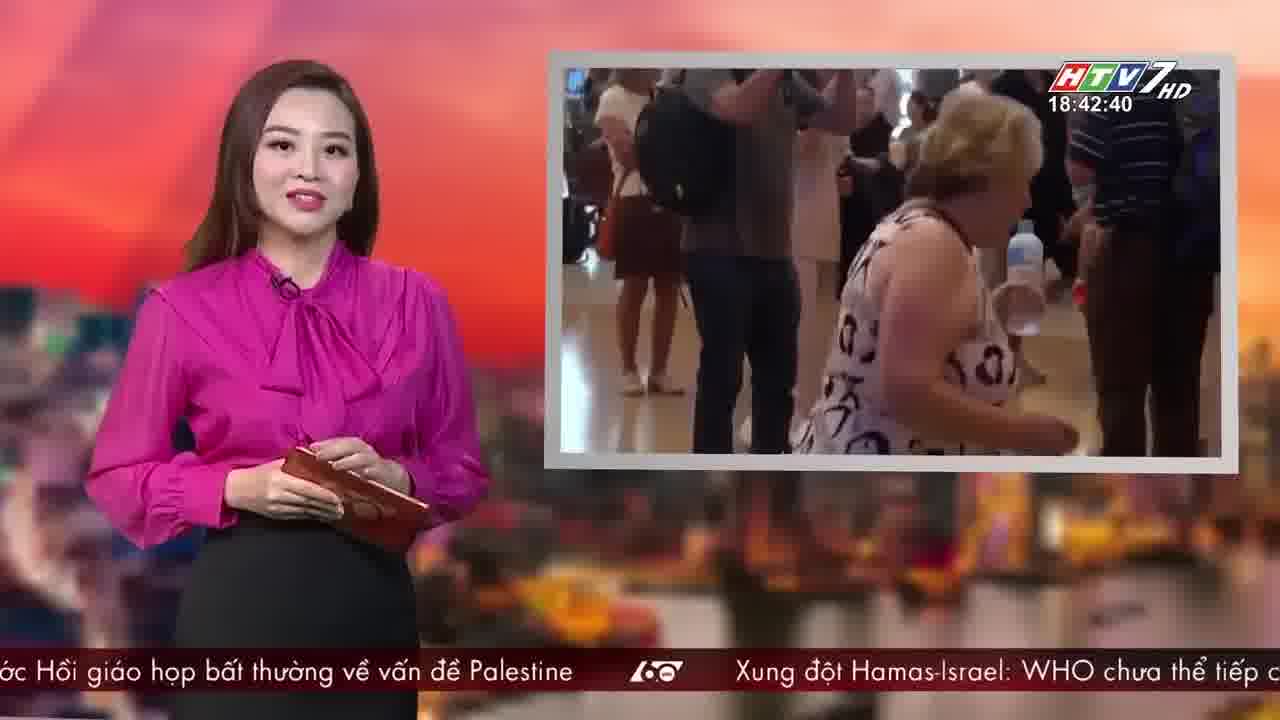 HTV7 HD
18:42:40
ớc Hồi giáo họp bất thường về vấn đề Palestine
60
Xung đột Hamas-Israel: WHO chưa thể tiếp c